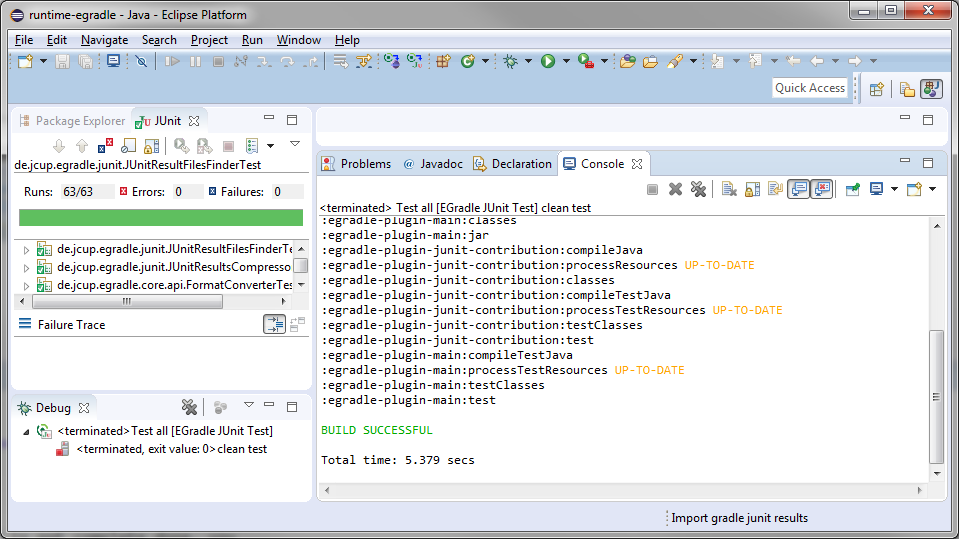 runtime-egradle - Java - Eclipse Platform
File Edit Navigate Search Project Run Window Help
Quick Access
Package Explorer JUnit
de.jcup.egradle.junit.JUnitResultFilesFinderTest
Runs: 63/63 Errors: 0 Failures: 0
de.jcup.egradle.junit.JUnitResultFilesFinderTe
de.jcup.egradle.junit.JUnitResultsCompresso
de.jcup.egradle.core.api.FormatConverterTes
Failure Trace
Debug
<terminated>Test all [EGradle JUnit Test]
<terminated, exit value: 0>clean test
Problems @ Javadoc Declaration Console
<terminated> Test all [EGradle JUnit Test] clean test
:egradle-plugin-main:classes
:egradle-plugin-main:jar
:egradle-plugin-junit-contribution:compileJava
:egradle-plugin-junit-contribution:processResources UP-TO-DATE
:egradle-plugin-junit-contribution:classes
:egradle-plugin-junit-contribution:compileTestJava
:egradle-plugin-junit-contribution:processTestResources UP-TO-DATE
:egradle-plugin-junit-contribution:testClasses
:egradle-plugin-junit-contribution:test
:egradle-plugin-main:compileTestJava
:egradle-plugin-main:processTestResources UP-TO-DATE
:egradle-plugin-main:testClasses
:egradle-plugin-main:test
BUILD SUCCESSFUL
Total time: 5.379 secs
Import gradle junit results